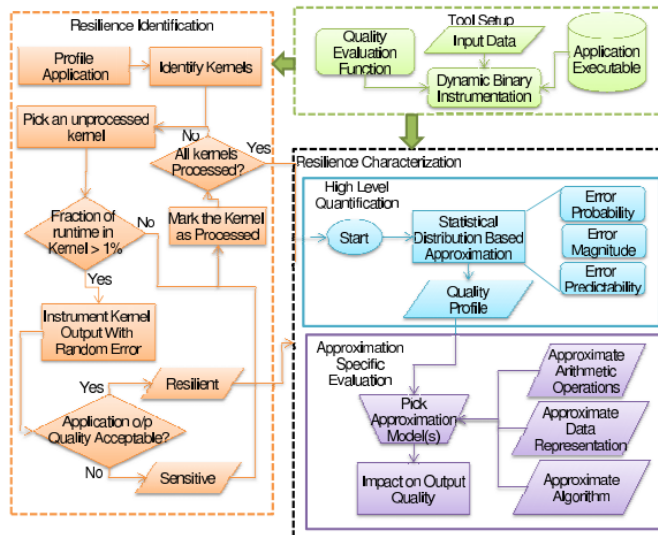 Resilience Identification
Profile
Application
Identify Kernels
Pick an unprocessed
kernel
No
Yes
All kernels
Processed?
Fraction of
runtime in
Kernel > 1%
No
Mark the Kernel
as Processed
Yes
Instrument Kernel
Output With
Random Error
Yes
Resilient
Application o/p
Quality Acceptable?
No
Sensitive
Tool Setup
Quality
Evaluation
Function
Input Data
Application
Executable
Dynamic Binary
Instrumentation
Resilience Characterization
High Level
Quantification
Start
Statistical
Distribution Based
Approximation
Error
Probability
Error
Magnitude
Error
Predictability
Quality
Profile
Approximation
Specific
Evaluation
Pick
Approximation
Model(s)
Approximate
Arithmetic
Operations
Approximate
Data
Representation
Approximate
Algorithm
Impact on Output
Quality